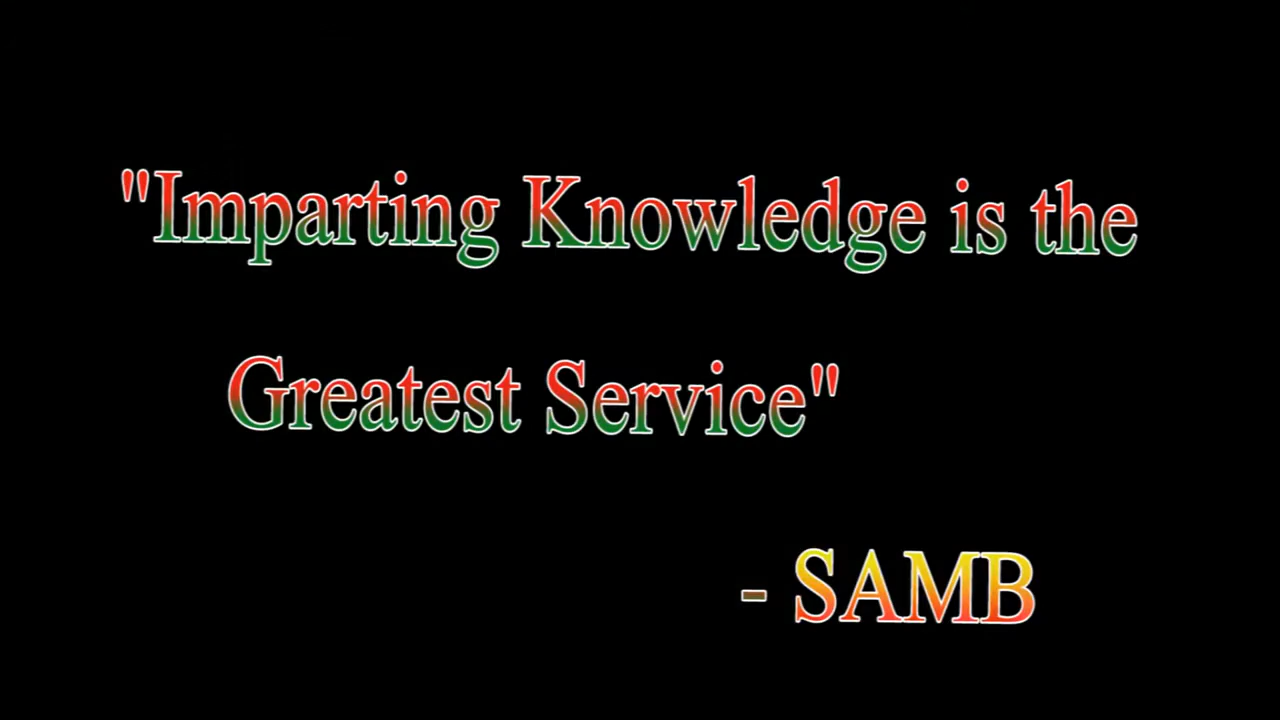 "Imparting Knowledge is the
Greatest Service"
- SAMB